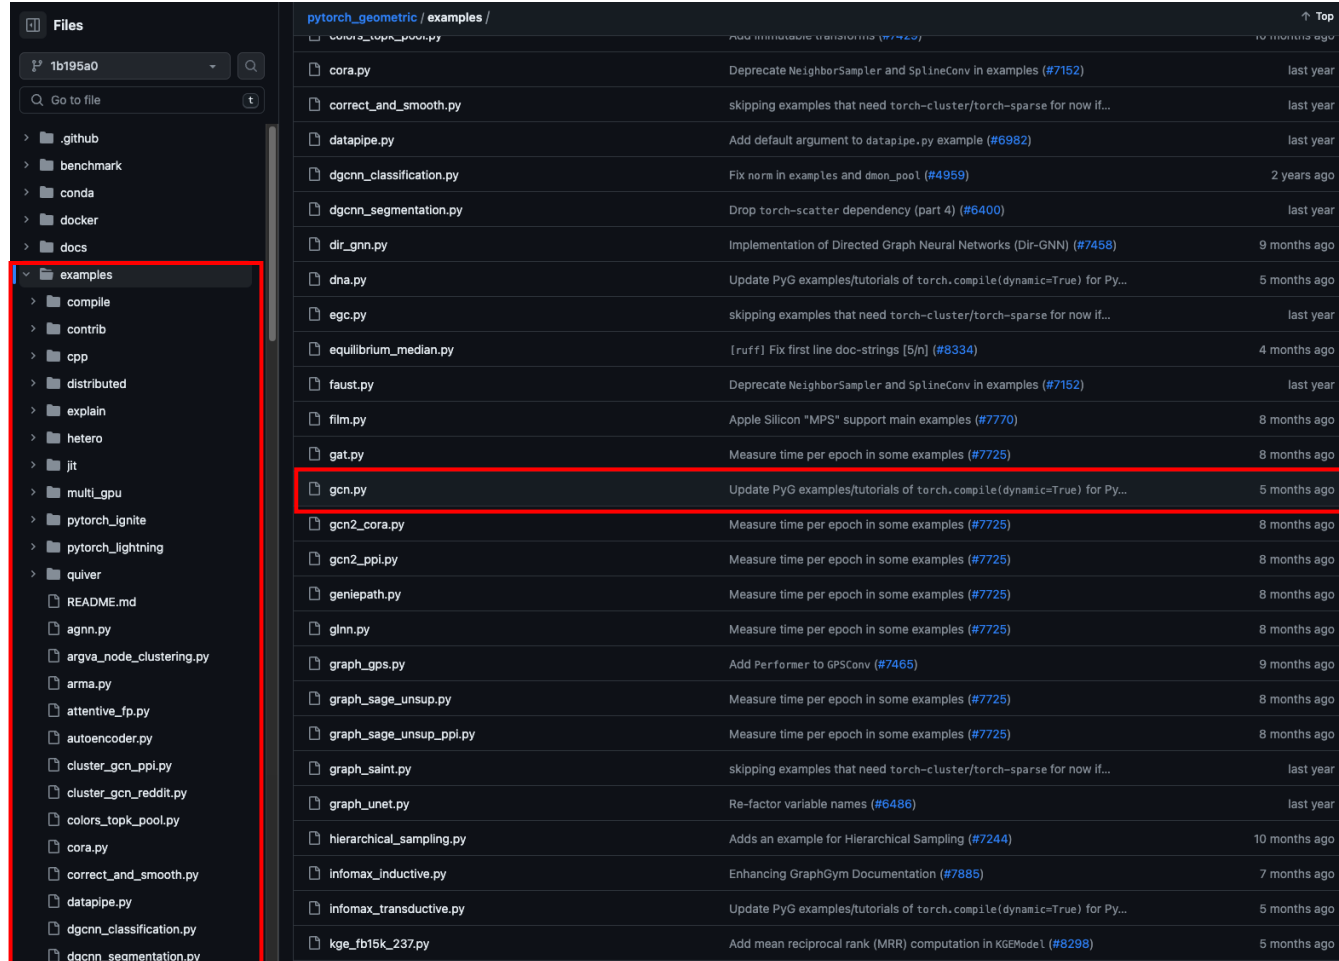 Files
1b195a0
Go to file
t
.github
benchmark
conda
docker
docs
examples
compile
contrib
cpp
distributed
explain
hetero
jit
multi_gpu
pytorch_ignite
pytorch_lightning
quiver
README.md
agnn.py
argva_node_clustering.py
arma.py
attentive_fp.py
autoencoder.py
cluster_gcn_ppi.py
cluster_gcn_reddit.py
colors_topk_pool.py
cora.py
correct_and_smooth.py
datapipe.py
dgcnn_classification.py
dgcnn_segmentation.py
pytorch_geometric / examples / Top
colors_topk_pool.py Add immutable transforms (#7429) 10 months ago
cora.py Deprecate NeighborSampler and SplineConv in examples (#7152) last year
correct_and_smooth.py skipping examples that need torch-cluster/torch-sparse for now if... last year
datapipe.py Add default argument to datapipe.py example (#6982) last year
dgcnn_classification.py Fix norm in examples and dmon_pool (#4959) 2 years ago
dgcnn_segmentation.py Drop torch-scatter dependency (part 4) (#6400) last year
dir_gnn.py Implementation of Directed Graph Neural Networks (Dir-GNN) (#7458) 9 months ago
dna.py Update PyG examples/tutorials of torch.compile(dynamic=True) for Py... 5 months ago
egc.py skipping examples that need torch-cluster/torch-sparse for now if... last year
equilibrium_median.py [ruff] Fix first line doc-strings [5/n] (#8334) 4 months ago
faust.py Deprecate NeighborSampler and SplineConv in examples (#7152) last year
film.py Apple Silicon "MPS" support main examples (#7770) 8 months ago
gat.py Measure time per epoch in some examples (#7725) 8 months ago
gcn.py Update PyG examples/tutorials of torch.compile(dynamic=True) for Py... 5 months ago
gcn2_cora.py Measure time per epoch in some examples (#7725) 8 months ago
gcn2_ppi.py Measure time per epoch in some examples (#7725) 8 months ago
geniepath.py Measure time per epoch in some examples (#7725) 8 months ago
glnn.py Measure time per epoch in some examples (#7725) 8 months ago
graph_gps.py Add Performer to GPSConv (#7465) 9 months ago
graph_sage_unsup.py Measure time per epoch in some examples (#7725) 8 months ago
graph_sage_unsup_ppi.py Measure time per epoch in some examples (#7725) 8 months ago
graph_saint.py skipping examples that need torch-cluster/torch-sparse for now if... last year
graph_unet.py Re-factor variable names (#6486) last year
hierarchical_sampling.py Adds an example for Hierarchical Sampling (#7244) 10 months ago
infomax_inductive.py Enhancing GraphGym Documentation (#7885) 7 months ago
infomax_transductive.py Update PyG examples/tutorials of torch.compile(dynamic=True) for Py... 5 months ago
kge_fb15k_237.py Add mean reciprocal rank (MRR) computation in KGEModel (#8298) 5 months ago